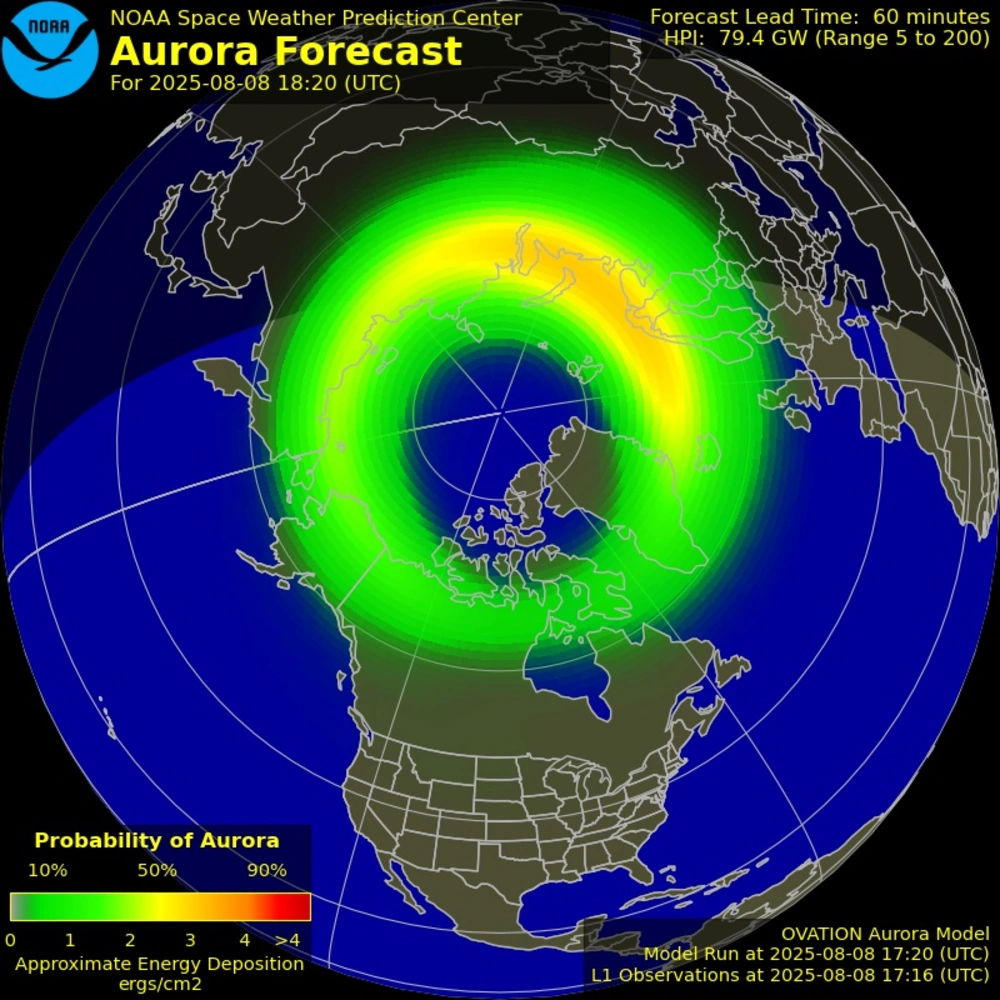 NOAA
NOAA Space Weather Prediction Center
Aurora Forecast
For 2025-08-08 18:20 (UTC)
Forecast Lead Time: 60 minutes
HPI: 79.4 GW (Range 5 to 200)
Probability of Aurora
10% 50% 90%
0 1 2 3 4 >4
Approximate Energy Deposition
ergs/cm2
OVATION Aurora Model
Model Run at 2025-08-08 17:20 (UTC)
L1 Observations at 2025-08-08 17:16 (UTC)